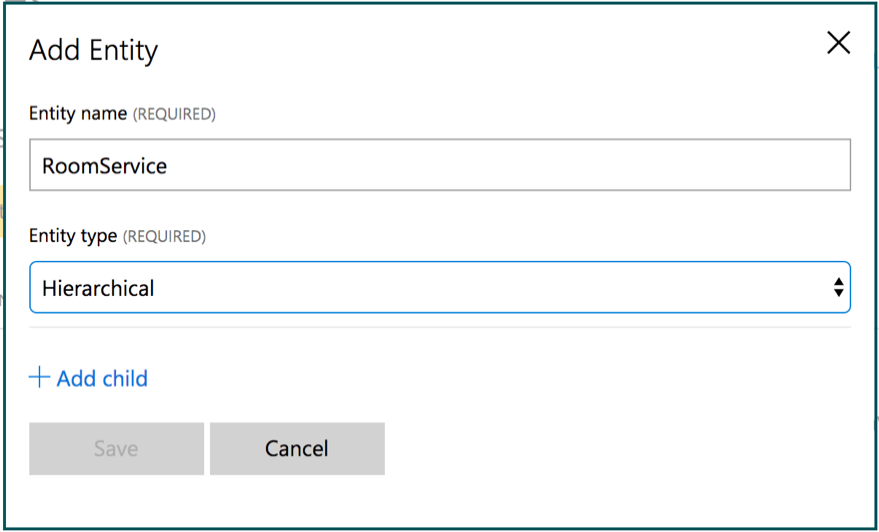 Add Entity
Entity name (REQUIRED)
RoomService
Entity type (REQUIRED)
Hierarchical
+ Add child
Save Cancel